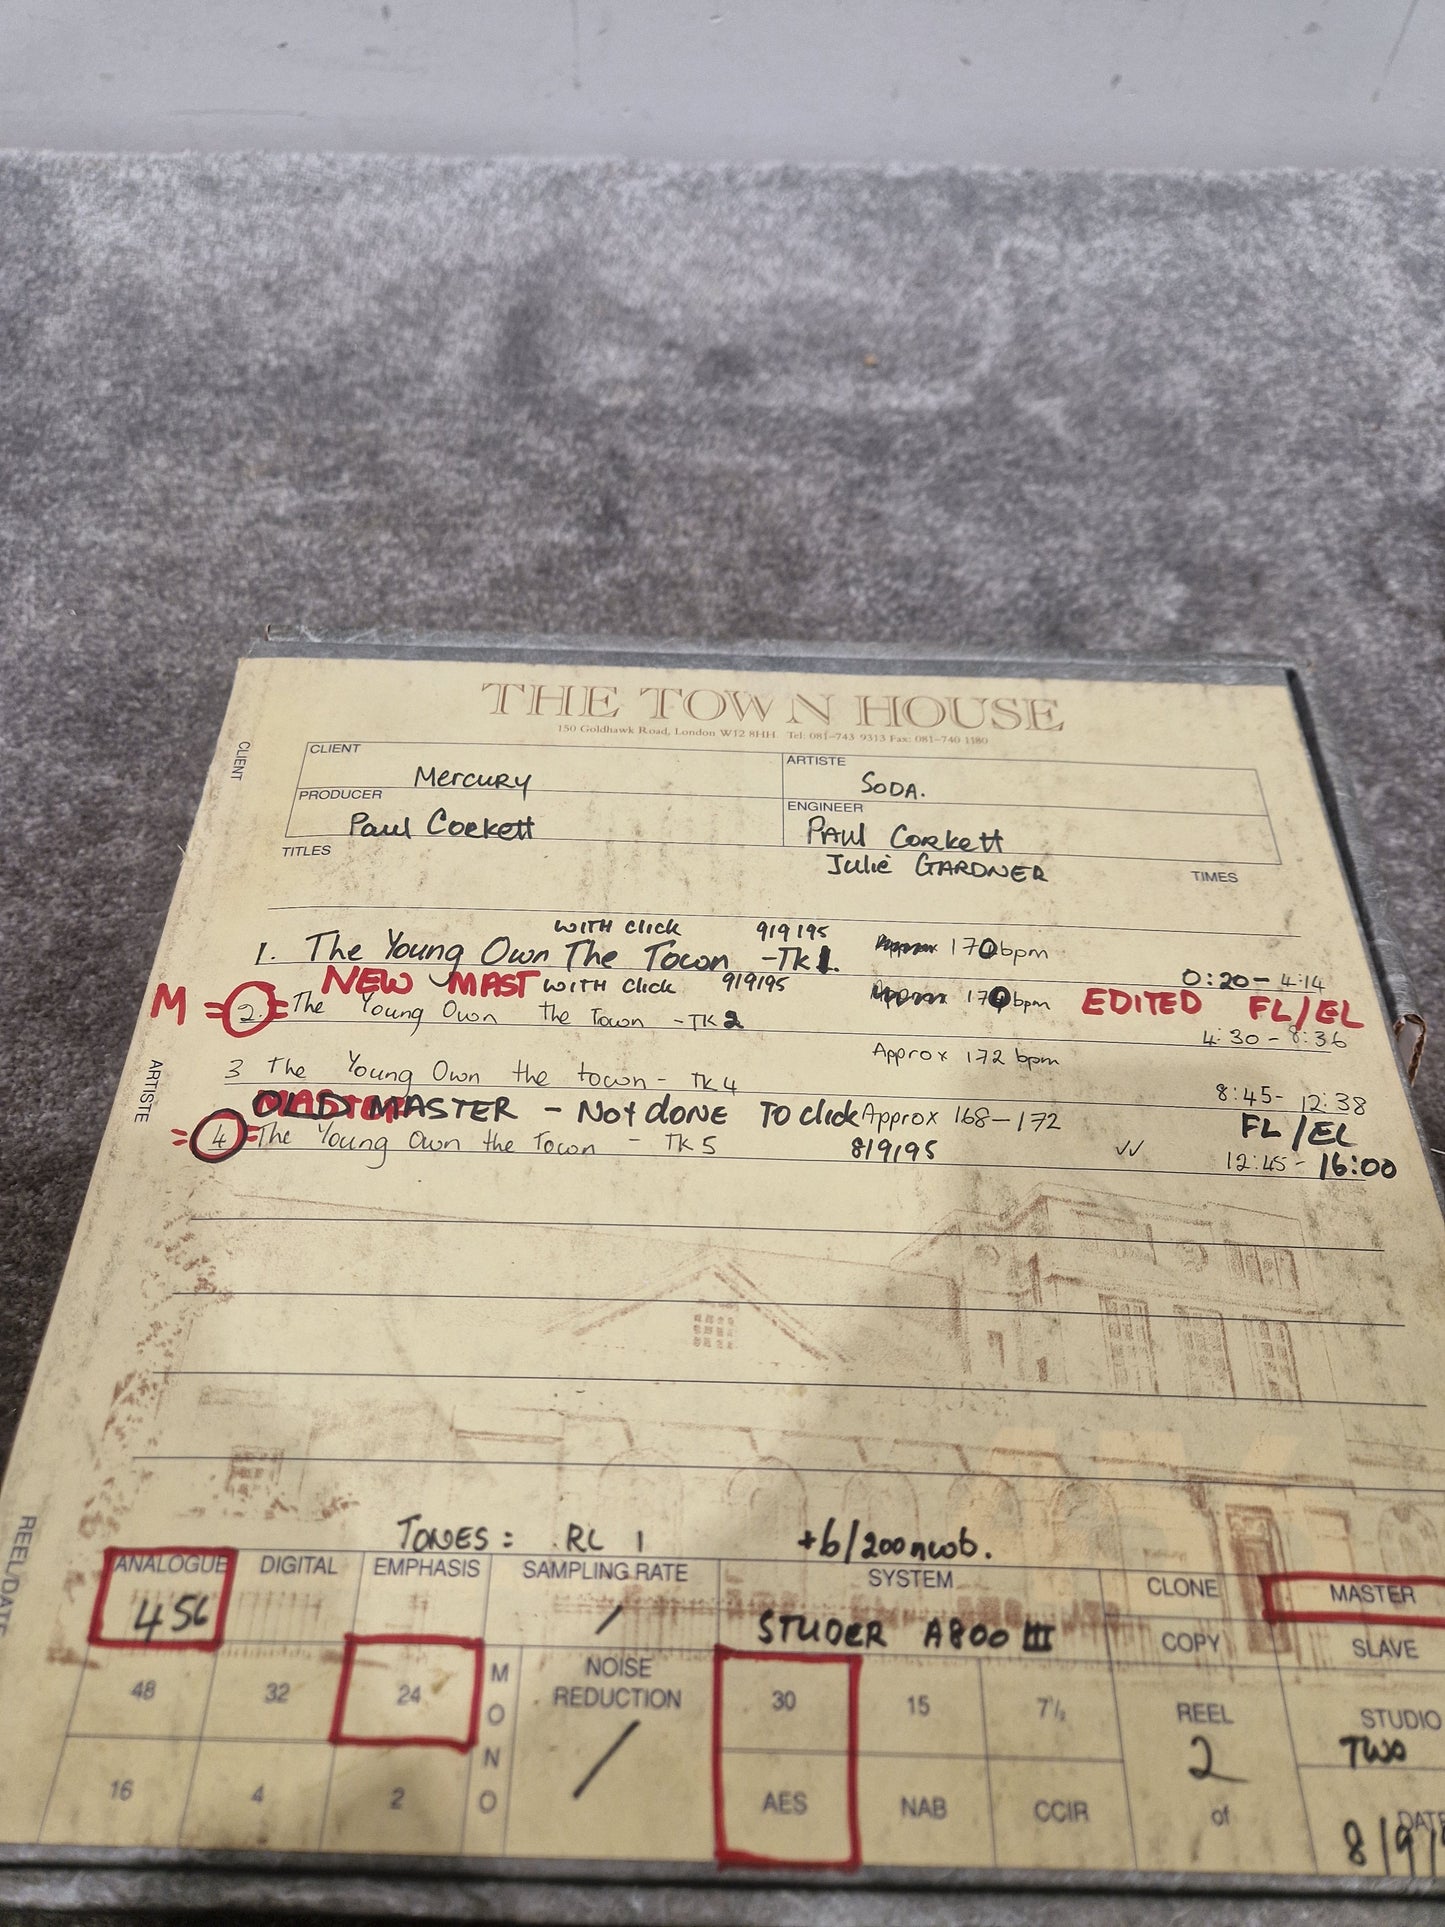 THE TOWN HOUSE
150 Goldhawk Road, London W12 8HH. Tel: 081-743 9313 Fax: 081-740 1180
CLIENT
CLIENT Mercury
ARTISTE SODA.
PRODUCER Paul Corkett
ENGINEER PAUL Corkett
Julie GARDNER
TITLES
TIMES
WITH click 9/9/95
1. The Young Own The Town - TK 1. 170 bpm
0:20 - 4:14
NEW MAST WITH click 9/9/95
M = 2. = The Young Own the Town - TK 2 170 bpm EDITED FL/EL
4:30 - 8:36
Approx 172 bpm
3 The Young Own the town - TK 4
8:45 - 12:38
ARTISTE
OLD MASTER - Not done To click Approx 168-172 FL/EL
= 4 = The Young Own the Town - TK 5 8/9/95 ✓✓ 12:45 - 16:00
REEL/DATE
TONES: RL 1 +6/200nwb.
ANALOGUE DIGITAL EMPHASIS SAMPLING RATE SYSTEM CLONE MASTER
456 / STUDER A800 III COPY SLAVE
48 32 24 MONO NOISE REDUCTION 30 15 7½ REEL STUDIO
/ 2 TWO
16 4 2 AES NAB CCIR of
8/9/